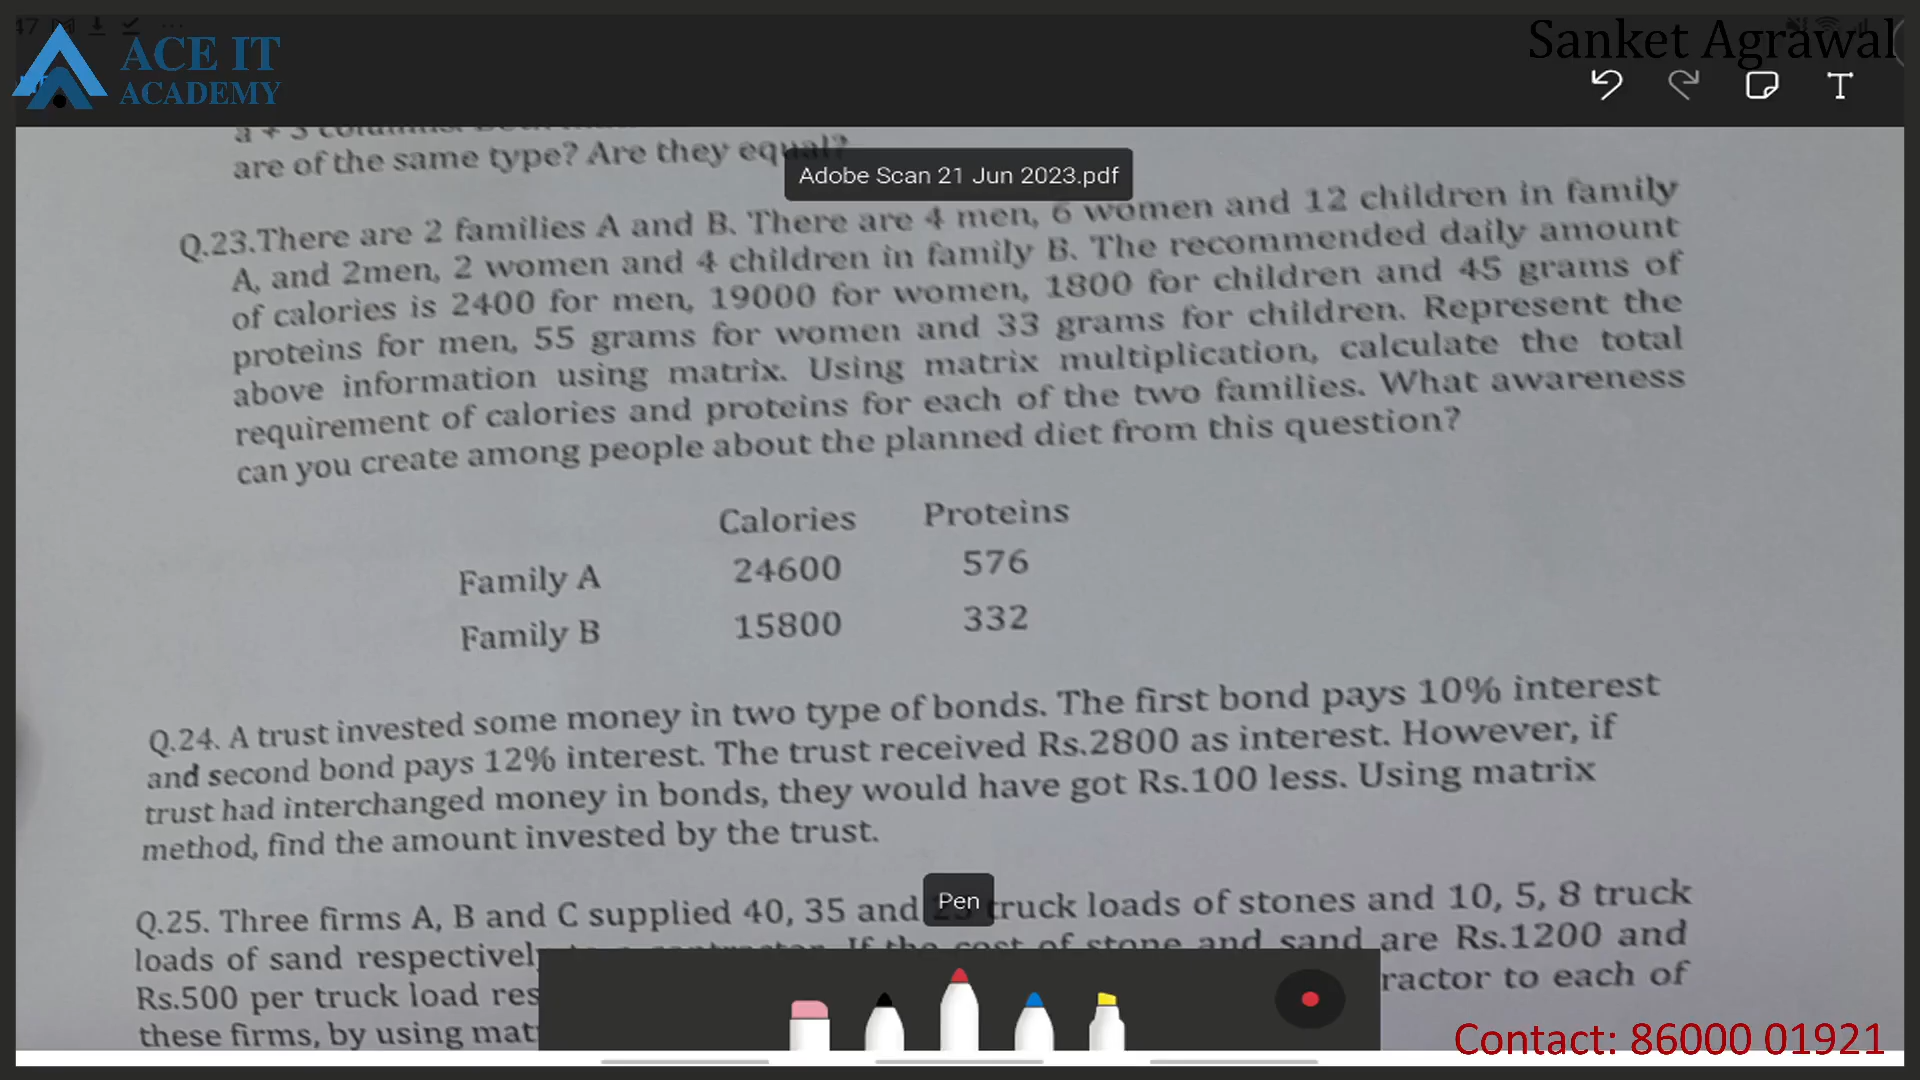 47
ACE IT
ACADEMY
Sanket Agrawal
T
are of the same type? Are they equal?
Adobe Scan 21 Jun 2023.pdf
Q.23.There are 2 families A and B. There are 4 men, 6 women and 12 children in family
A, and 2men, 2 women and 4 children in family B. The recommended daily amount
of calories is 2400 for men, 19000 for women, 1800 for children and 45 grams of
proteins for men, 55 grams for women and 33 grams for children. Represent the
above information using matrix. Using matrix multiplication, calculate the total
requirement of calories and proteins for each of the two families. What awareness
can you create among people about the planned diet from this question?
Calories Proteins
Family A 24600 576
Family B 15800 332
Q.24. A trust invested some money in two type of bonds. The first bond pays 10% interest
and second bond pays 12% interest. The trust received Rs.2800 as interest. However, if
trust had interchanged money in bonds, they would have got Rs.100 less. Using matrix
method, find the amount invested by the trust.
Pen
Q.25. Three firms A, B and C supplied 40, 35 and truck loads of stones and 10, 5, 8 truck
loads of sand respectively If the cost of stone and sand are Rs.1200 and
Rs.500 per truck load res ractor to each of
these firms, by using mat
Contact: 86000 01921